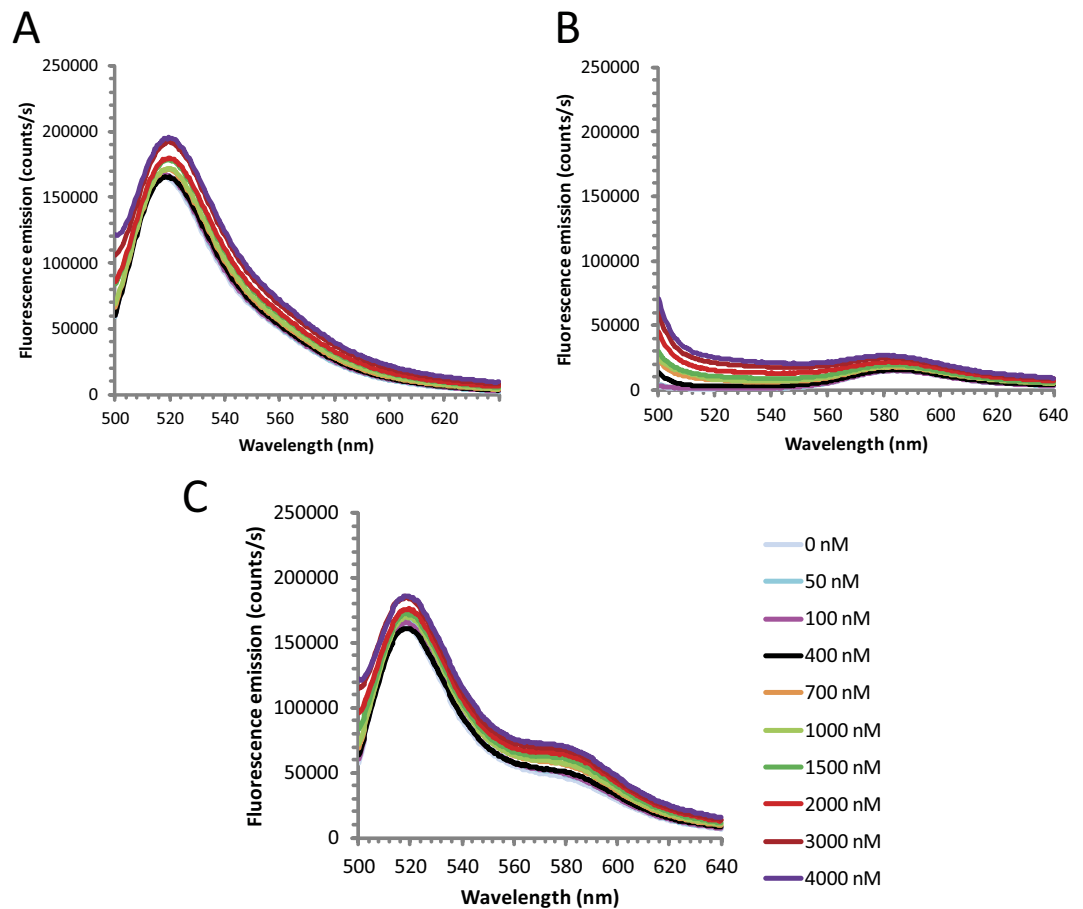 A
Fluorescence emission (counts/s)
250000
200000
150000
100000
50000
0
500 520 540 560 580 600 620
Wavelength (nm)
B
Fluorescence emission (counts/s)
250000
200000
150000
100000
50000
0
500 520 540 560 580 600 620 640
Wavelength (nm)
C
Fluorescence emission (counts/s)
250000
200000
150000
100000
50000
0
500 520 540 560 580 600 620 640
Wavelength (nm)
0 nM
50 nM
100 nM
400 nM
700 nM
1000 nM
1500 nM
2000 nM
3000 nM
4000 nM